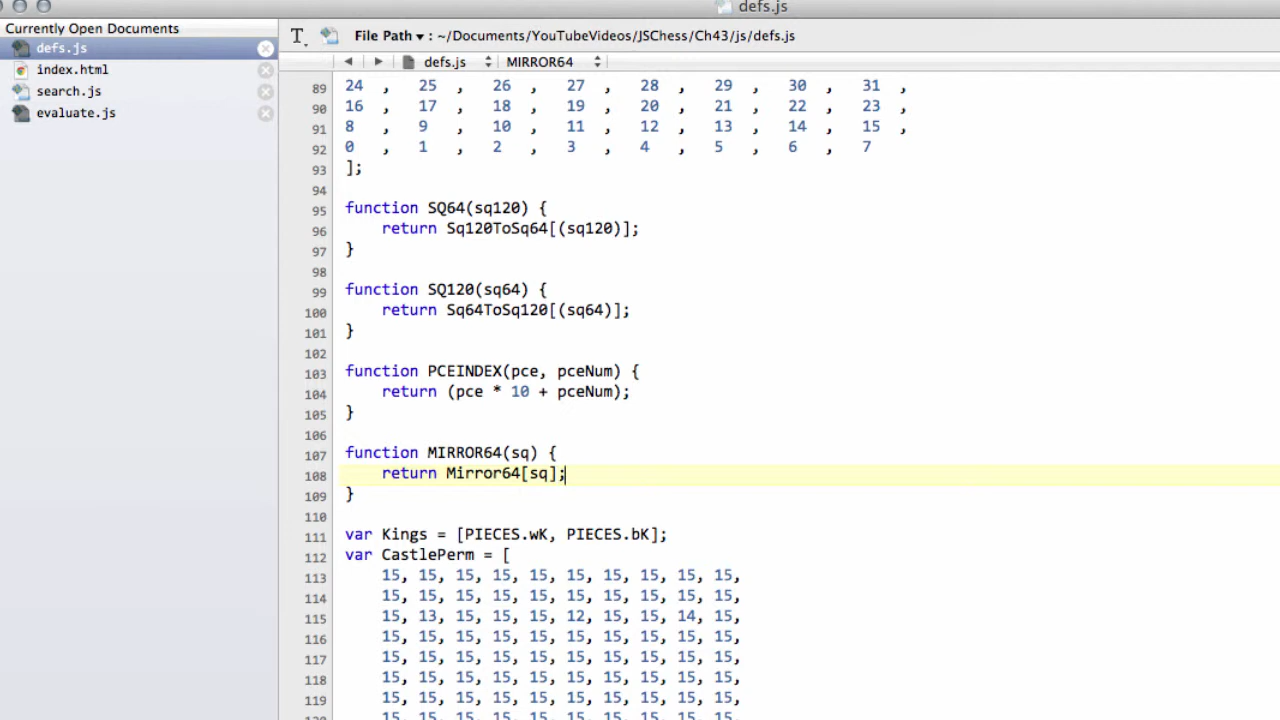 defs.js
Currently Open Documents
defs.js
index.html
search.js
evaluate.js
File Path ▾ : ~/Documents/YouTubeVideos/JSChess/Ch43/js/defs.js
defs.js MIRROR64
89 24 , 25 , 26 , 27 , 28 , 29 , 30 , 31 ,
90 16 , 17 , 18 , 19 , 20 , 21 , 22 , 23 ,
91 8 , 9 , 10 , 11 , 12 , 13 , 14 , 15 ,
92 0 , 1 , 2 , 3 , 4 , 5 , 6 , 7
93 ];
94
95 function SQ64(sq120) {
96 return Sq120ToSq64[(sq120)];
97 }
98
99 function SQ120(sq64) {
100 return Sq64ToSq120[(sq64)];
101 }
102
103 function PCEINDEX(pce, pceNum) {
104 return (pce * 10 + pceNum);
105 }
106
107 function MIRROR64(sq) {
108 return Mirror64[sq];
109 }
110
111 var Kings = [PIECES.wK, PIECES.bK];
112 var CastlePerm = [
113 15, 15, 15, 15, 15, 15, 15, 15, 15, 15,
114 15, 15, 15, 15, 15, 15, 15, 15, 15, 15,
115 15, 13, 15, 15, 15, 12, 15, 15, 14, 15,
116 15, 15, 15, 15, 15, 15, 15, 15, 15, 15,
117 15, 15, 15, 15, 15, 15, 15, 15, 15, 15,
118 15, 15, 15, 15, 15, 15, 15, 15, 15, 15,
119 15, 15, 15, 15, 15, 15, 15, 15, 15, 15,